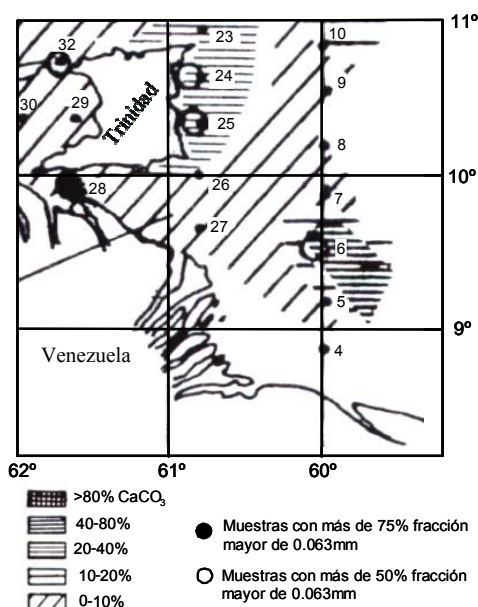 11º
10
23
32
24
9
30
29
Trinidad
25
8
10º
28
26
7
27
6
5
9º
Venezuela
4
62º
61º
60º
>80% CaCO₃
40-80%
20-40%
10-20%
0-10%
Muestras con más de 75% fracción
mayor de 0.063mm
Muestras con más de 50% fracción
mayor de 0.063mm